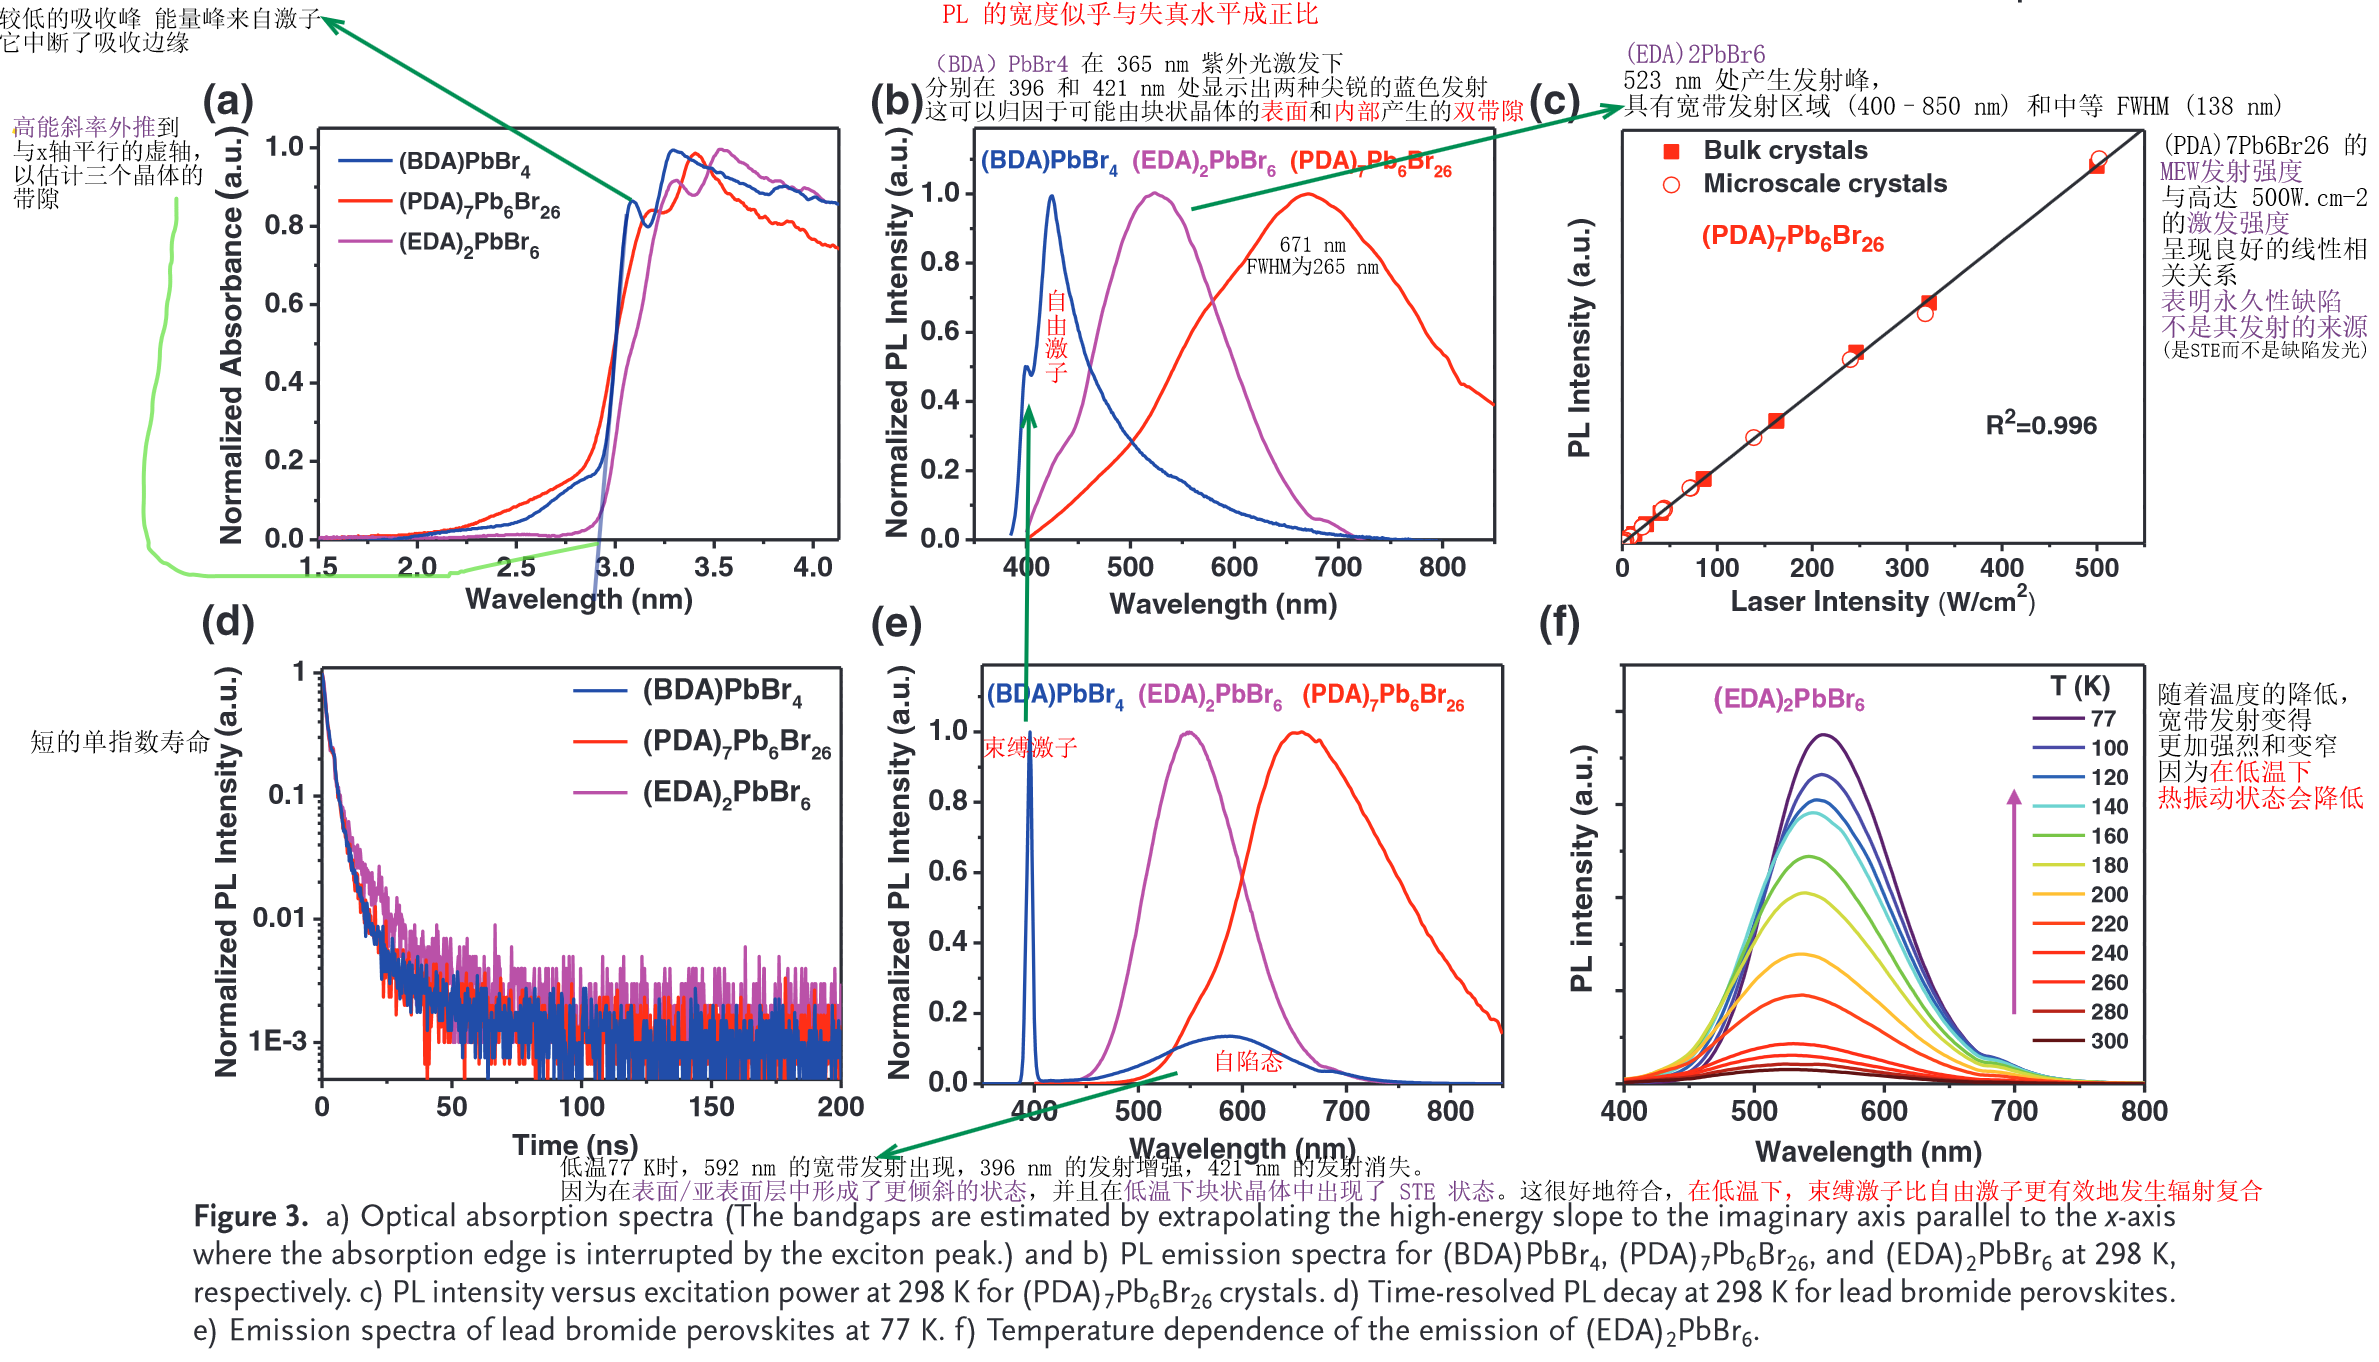 较低的吸收峰 能量峰来自激子
它中断了吸收边缘
高能斜率外推到
与x轴平行的虚轴，
以估计三个晶体的
带隙
(a)
Normalized Absorbance (a.u.)
1.0
0.8
0.6
0.4
0.2
0.0
(BDA)PbBr4
(PDA)7Pb6Br26
(EDA)2PbBr6
1.5 2.0 2.5 3.0 3.5 4.0
Wavelength (nm)
PL 的宽度似乎与失真水平成正比
（BDA）PbBr4 在 365 nm 紫外光激发下
分别在 396 和 421 nm 处显示出两种尖锐的蓝色发射
这可以归因于可能由块状晶体的表面和内部产生的双带隙
(b)
Normalized PL Intensity (a.u.)
1.0
0.8
0.6
0.4
0.2
0.0
(BDA)PbBr4 (EDA)2PbBr6 (PDA)7Pb6Br26
671 nm
FWHM为265 nm
自由激子
400 500 600 700 800
Wavelength (nm)
(EDA)2PbBr6
523 nm 处产生发射峰，
具有宽带发射区域 (400–850 nm) 和中等 FWHM (138 nm)
(c)
PL Intensity (a.u.)
Bulk crystals
Microscale crystals
(PDA)7Pb6Br26
R2=0.996
0 100 200 300 400 500
Laser Intensity (W/cm2)
(PDA)7Pb6Br26 的
MEW发射强度
与高达 500W.cm-2
的激发强度
呈现良好的线性相
关关系
表明永久性缺陷
不是其发射的来源
(是STE而不是缺陷发光)
(d)
短的单指数寿命
Normalized PL Intensity (a.u.)
1
0.1
0.01
1E-3
(BDA)PbBr4
(PDA)7Pb6Br26
(EDA)2PbBr6
0 50 100 150 200
Time (ns)
(e)
Normalized PL Intensity (a.u.)
1.0
0.8
0.6
0.4
0.2
0.0
(BDA)PbBr4 (EDA)2PbBr6 (PDA)7Pb6Br26
束缚激子
自陷态
400 500 600 700 800
Wavelength (nm)
(f)
PL intensity (a.u.)
(EDA)2PbBr6
T (K)
77
100
120
140
160
180
200
220
240
260
280
300
400 500 600 700 800
Wavelength (nm)
随着温度的降低，
宽带发射变得
更加强烈和变窄
因为在低温下
热振动状态会降低
低温77 K时，592 nm 的宽带发射出现，396 nm 的发射增强，421 nm 的发射消失。
因为在表面/亚表面层中形成了更倾斜的状态，并且在低温下块状晶体中出现了 STE 状态。这很好地符合，在低温下，束缚激子比自由激子更有效地发生辐射复合
Figure 3. a) Optical absorption spectra (The bandgaps are estimated by extrapolating the high-energy slope to the imaginary axis parallel to the x-axis
where the absorption edge is interrupted by the exciton peak.) and b) PL emission spectra for (BDA)PbBr4, (PDA)7Pb6Br26, and (EDA)2PbBr6 at 298 K,
respectively. c) PL intensity versus excitation power at 298 K for (PDA)7Pb6Br26 crystals. d) Time-resolved PL decay at 298 K for lead bromide perovskites.
e) Emission spectra of lead bromide perovskites at 77 K. f) Temperature dependence of the emission of (EDA)2PbBr6.